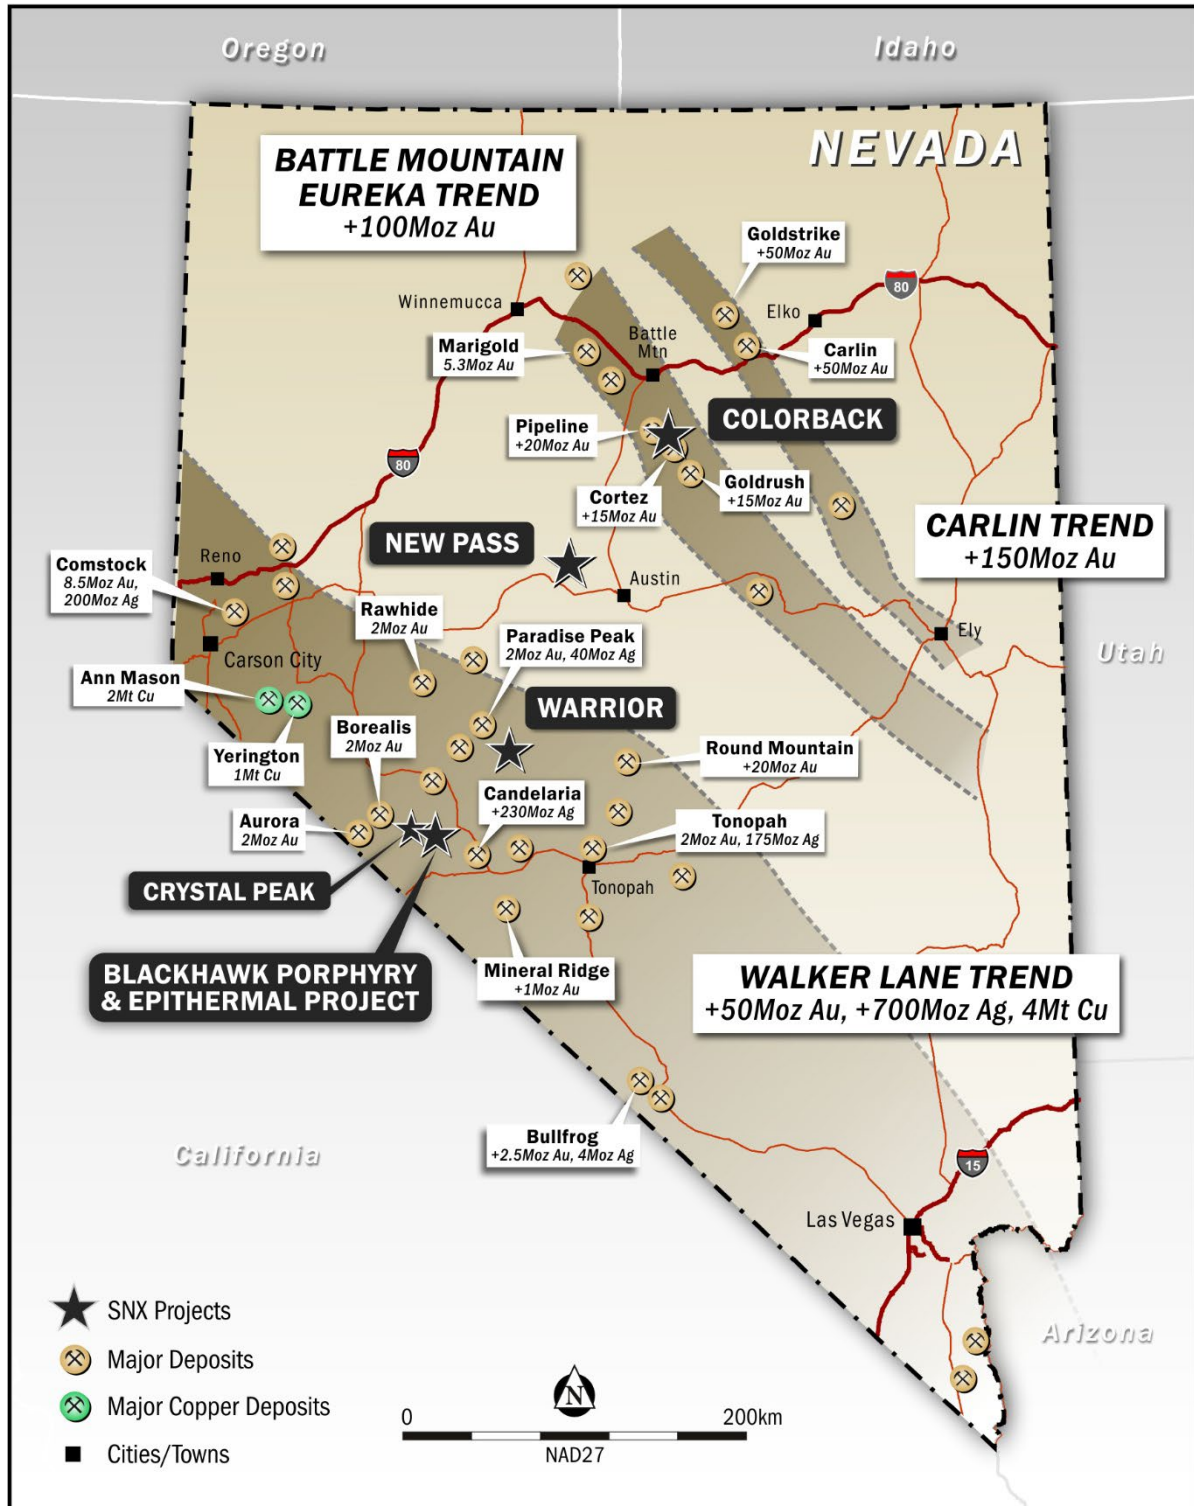 Oregon
Idaho
NEVADA
BATTLE MOUNTAIN
EUREKA TREND
+100Moz Au
Goldstrike
+50Moz Au
80
Winnemucca
Elko
Battle
Mtn
Marigold
5.3Moz Au
Carlin
+50Moz Au
COLORBACK
Pipeline
+20Moz Au
80
Goldrush
+15Moz Au
Cortez
+15Moz Au
CARLIN TREND
+150Moz Au
NEW PASS
Reno
Comstock
8.5Moz Au,
200Moz Ag
Austin
Rawhide
2Moz Au
Ely
Paradise Peak
2Moz Au, 40Moz Ag
Utah
Carson City
Ann Mason
2Mt Cu
WARRIOR
Borealis
2Moz Au
Yerington
1Mt Cu
Round Mountain
+20Moz Au
Candelaria
+230Moz Ag
Aurora
2Moz Au
Tonopah
2Moz Au, 175Moz Ag
CRYSTAL PEAK
Tonopah
BLACKHAWK PORPHYRY
& EPITHERMAL PROJECT
Mineral Ridge
+1Moz Au
WALKER LANE TREND
+50Moz Au, +700Moz Ag, 4Mt Cu
Bullfrog
+2.5Moz Au, 4Moz Ag
California
15
Las Vegas
Arizona
SNX Projects
Major Deposits
Major Copper Deposits
Cities/Towns
N
0
200km
NAD27